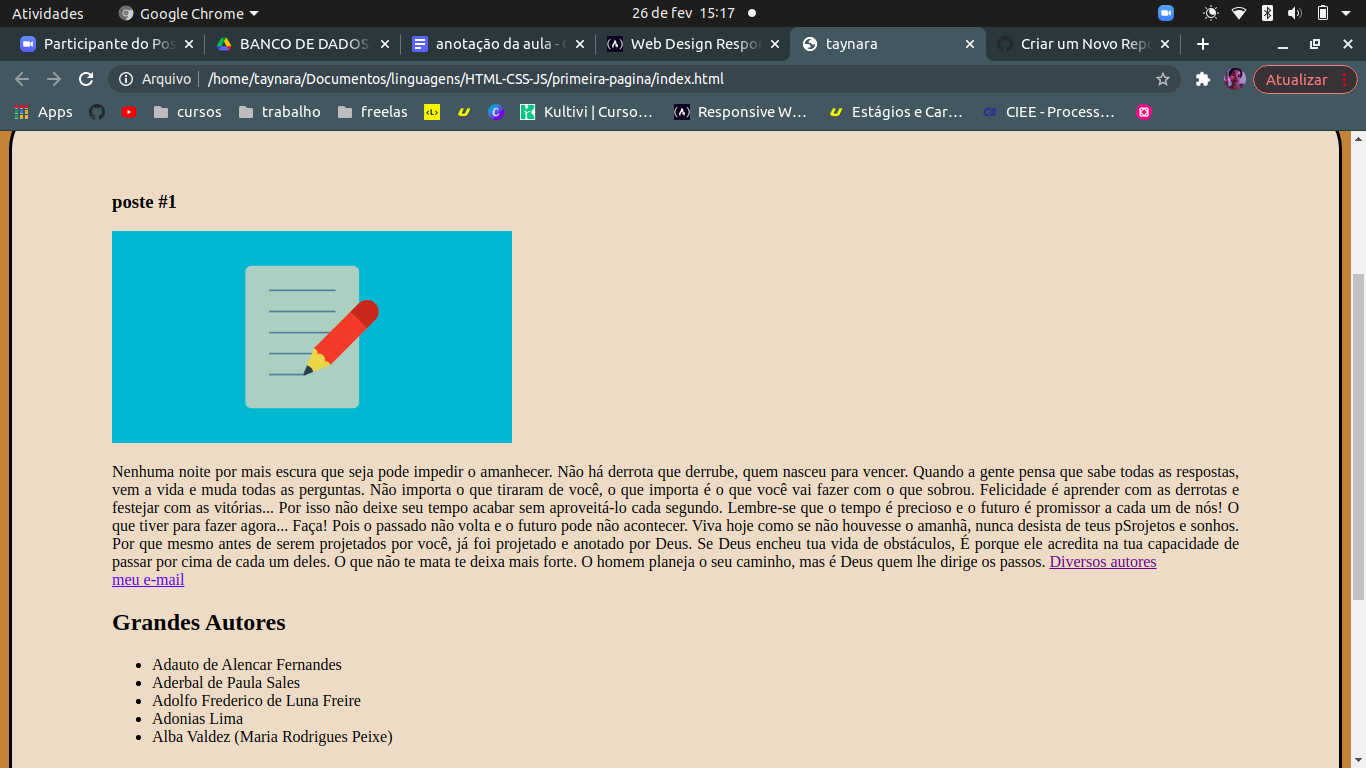 Atividades Google Chrome 26 de fev 15:17
Participante do Pos BANCO DE DADOS anotação da aula - Web Design Respor taynara Criar um Novo Repo
Arquivo /home/taynara/Documentos/linguagens/HTML-CSS-JS/primeira-pagina/index.html Atualizar
Apps cursos trabalho freelas Kultivi | Curso... Responsive W... Estágios e Car... CIEE - Process...
poste #1
Nenhuma noite por mais escura que seja pode impedir o amanhecer. Não há derrota que derrube, quem nasceu para vencer. Quando a gente pensa que sabe todas as respostas,
vem a vida e muda todas as perguntas. Não importa o que tiraram de você, o que importa é o que você vai fazer com o que sobrou. Felicidade é aprender com as derrotas e
festejar com as vitórias... Por isso não deixe seu tempo acabar sem aproveitá-lo cada segundo. Lembre-se que o tempo é precioso e o futuro é promissor a cada um de nós! O
que tiver para fazer agora... Faça! Pois o passado não volta e o futuro pode não acontecer. Viva hoje como se não houvesse o amanhã, nunca desista de teus pSrojetos e sonhos.
Por que mesmo antes de serem projetados por você, já foi projetado e anotado por Deus. Se Deus encheu tua vida de obstáculos, É porque ele acredita na tua capacidade de
passar por cima de cada um deles. O que não te mata te deixa mais forte. O homem planeja o seu caminho, mas é Deus quem lhe dirige os passos. Diversos autores
meu e-mail
Grandes Autores
Adauto de Alencar Fernandes
Aderbal de Paula Sales
Adolfo Frederico de Luna Freire
Adonias Lima
Alba Valdez (Maria Rodrigues Peixe)